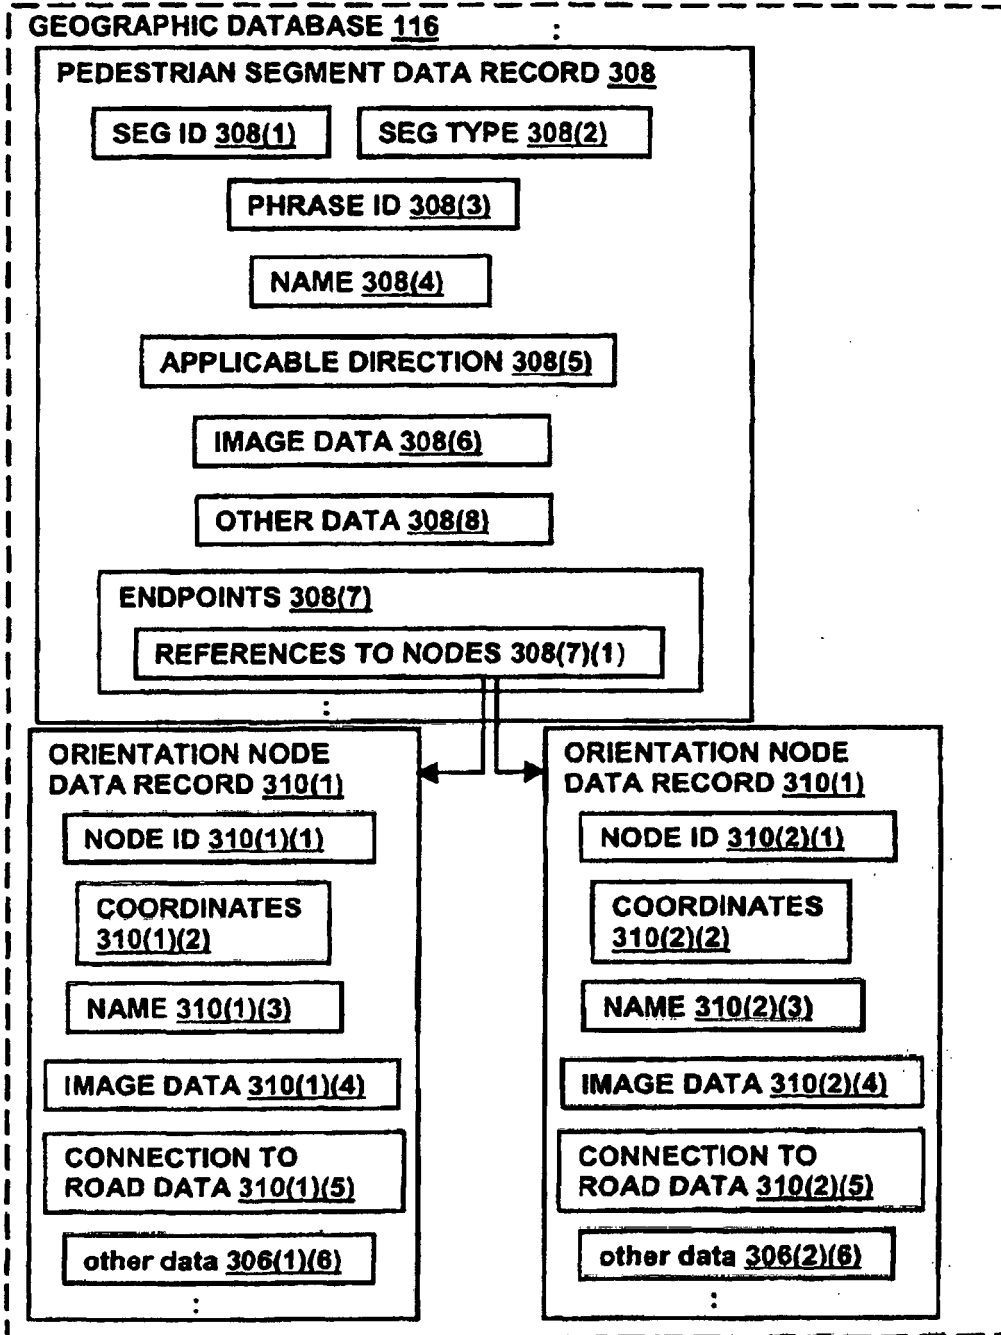 GEOGRAPHIC DATABASE 116
PEDESTRIAN SEGMENT DATA RECORD 308
SEG ID 308(1)
SEG TYPE 308(2)
PHRASE ID 308(3)
NAME 308(4)
APPLICABLE DIRECTION 308(5)
IMAGE DATA 308(6)
OTHER DATA 308(8)
ENDPOINTS 308(7)
REFERENCES TO NODES 308(7)(1)
ORIENTATION NODE
DATA RECORD 310(1)
NODE ID 310(1)(1)
COORDINATES
310(1)(2)
NAME 310(1)(3)
IMAGE DATA 310(1)(4)
CONNECTION TO
ROAD DATA 310(1)(5)
other data 306(1)(6)
ORIENTATION NODE
DATA RECORD 310(1)
NODE ID 310(2)(1)
COORDINATES
310(2)(2)
NAME 310(2)(3)
IMAGE DATA 310(2)(4)
CONNECTION TO
ROAD DATA 310(2)(5)
other data 306(2)(6)